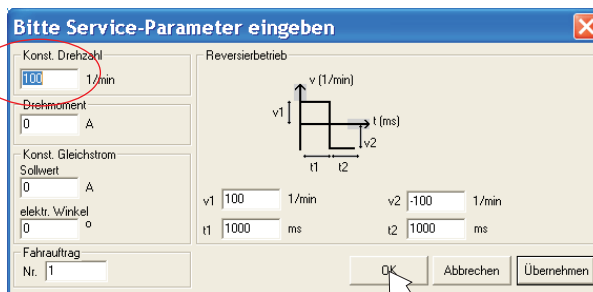 Bitte Service-Parameter eingeben
Konst. Drehzahl
100 1/min
Drehmoment
0 A
Konst. Gleichstrom
Sollwert
0 A
elektr. Winkel
0 °
Fahrauftrag
Nr. 1
Reversierbetrieb
v (1/min)
v1
t (ms)
v2
t1 t2
v1 100 1/min v2 -100 1/min
t1 1000 ms t2 1000 ms
OK Abbrechen Übernehmen